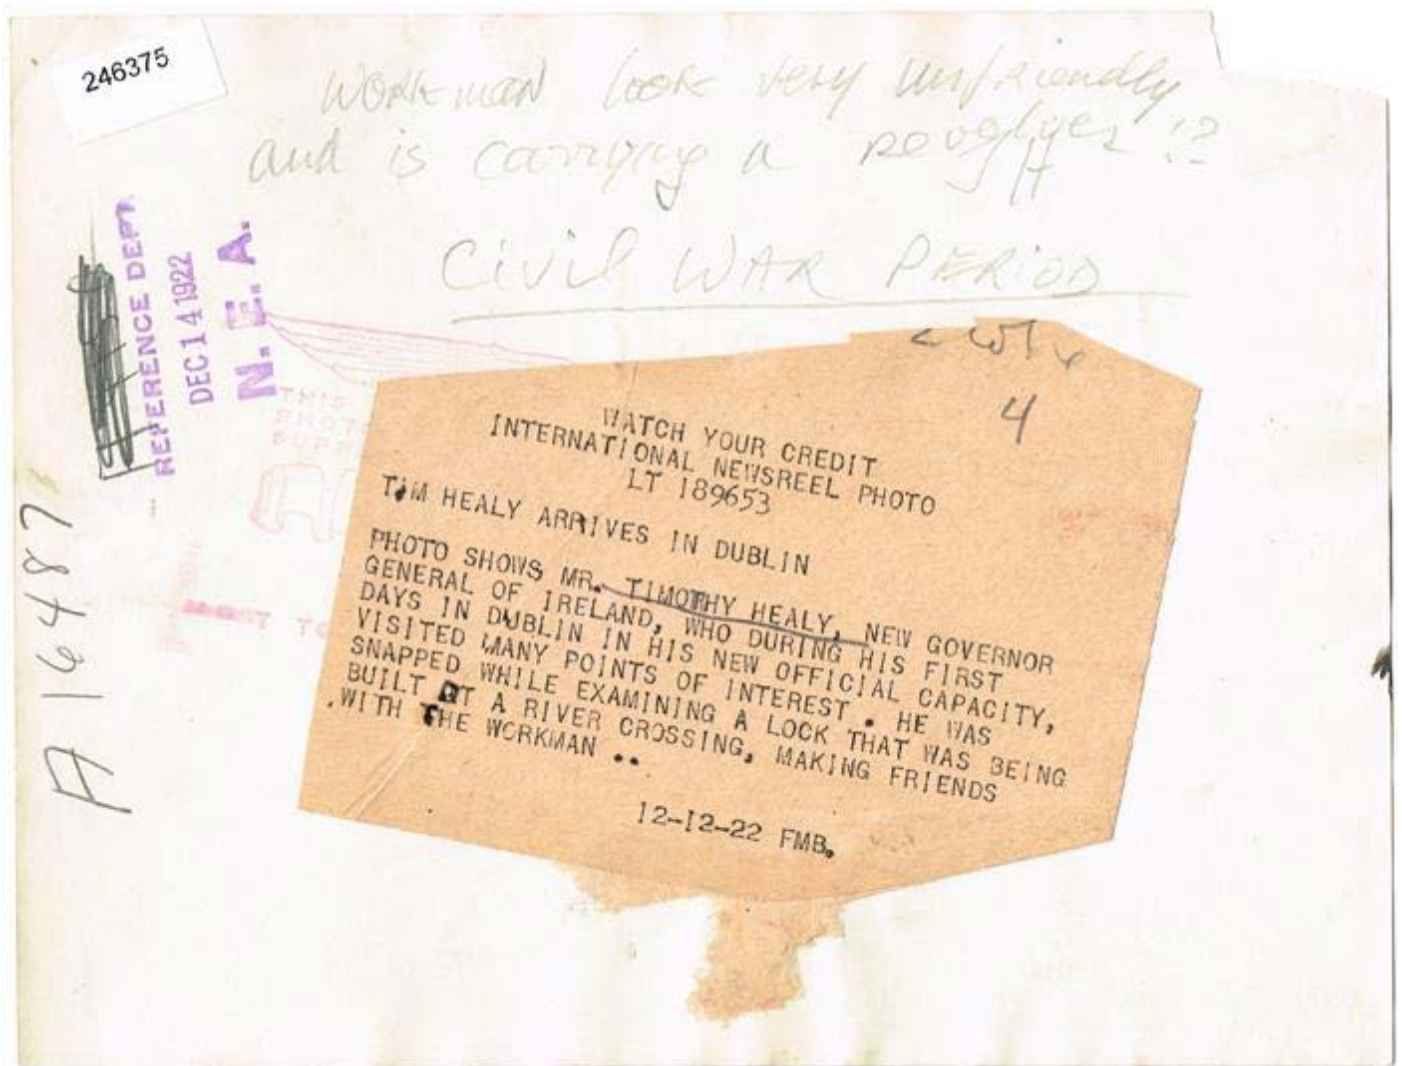 246375
WORKMAN look very unfriendly
and is carrying a
CIVIL WAR PERIOD
REFERENCE DEPT
DEC 14 1922
N. E. A.
THIS
PHOTO
A 16487
4
WATCH YOUR CREDIT
INTERNATIONAL NEWSREEL PHOTO
LT 189653
TIM HEALY ARRIVES IN DUBLIN
PHOTO SHOWS MR. TIMOTHY HEALY, NEW GOVERNOR
GENERAL OF IRELAND, WHO DURING HIS FIRST
DAYS IN DUBLIN IN HIS NEW OFFICIAL CAPACITY,
VISITED MANY POINTS OF INTEREST. HE WAS
SNAPPED WHILE EXAMINING A LOCK THAT WAS BEING
BUILT AT A RIVER CROSSING, MAKING FRIENDS
WITH THE WORKMAN ..
12-12-22 FMB.